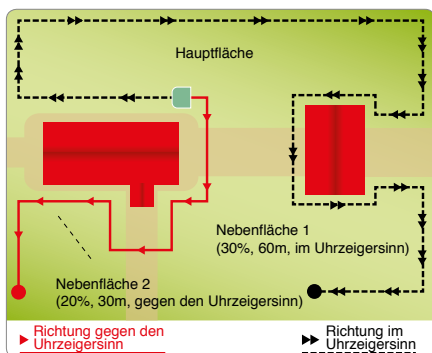 Hauptfläche
Nebenfläche 1
(30%, 60m, im Uhrzeigersinn)
Nebenfläche 2
(20%, 30m, gegen den Uhrzeigersinn)
Richtung gegen den
Uhrzeigersinn
Richtung im
Uhrzeigersinn